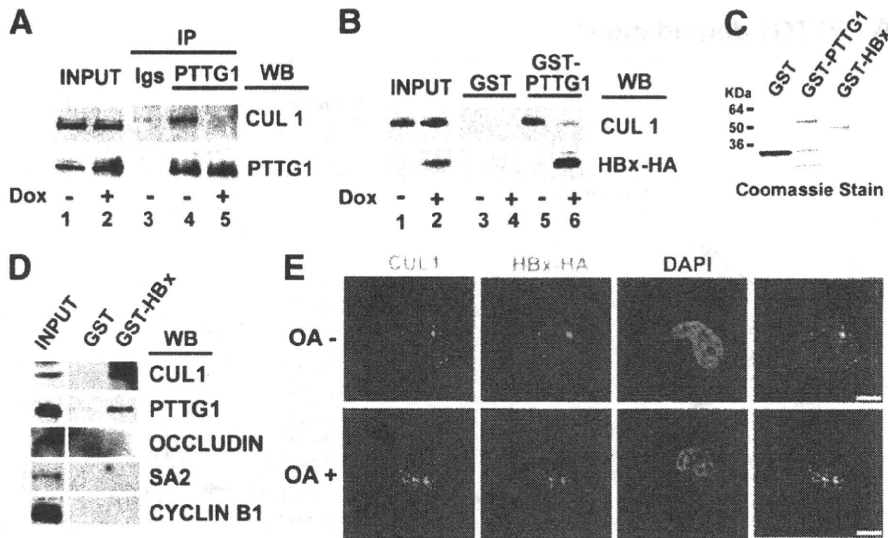 A
IP
INPUT Igs PTTG1 WB
CUL 1
PTTG1
Dox - + - +
1 2 3 4 5
B
GST-
INPUT GST PTTG1 WB
CUL 1
HBx-HA
Dox - + - + - +
1 2 3 4 5 6
C
GST GST-PTTG1 GST-HBx
KDa
64
50
36
Coomassie Stain
D
INPUT GST GST-HBx WB
CUL1
PTTG1
OCCLUDIN
SA2
CYCLIN B1
E
CUL1 HBx-HA DAPI
OA -
OA +